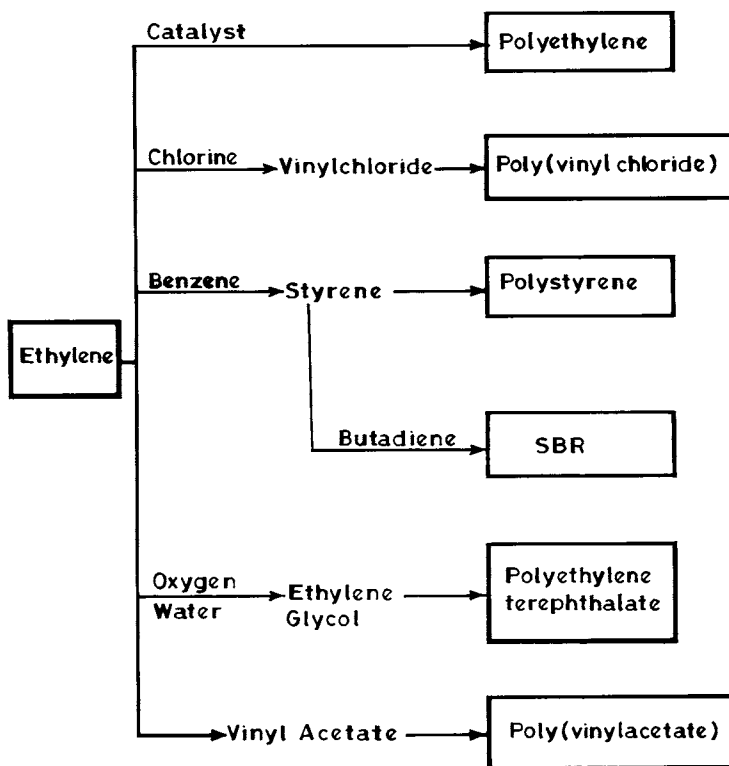 Catalyst
Polyethylene
Chlorine
Vinylchloride
Poly(vinyl chloride)
Benzene
Styrene
Polystyrene
Ethylene
Butadiene
SBR
Oxygen
Water
Ethylene
Glycol
Polyethylene
terephthalate
Vinyl Acetate
Poly(vinylacetate)